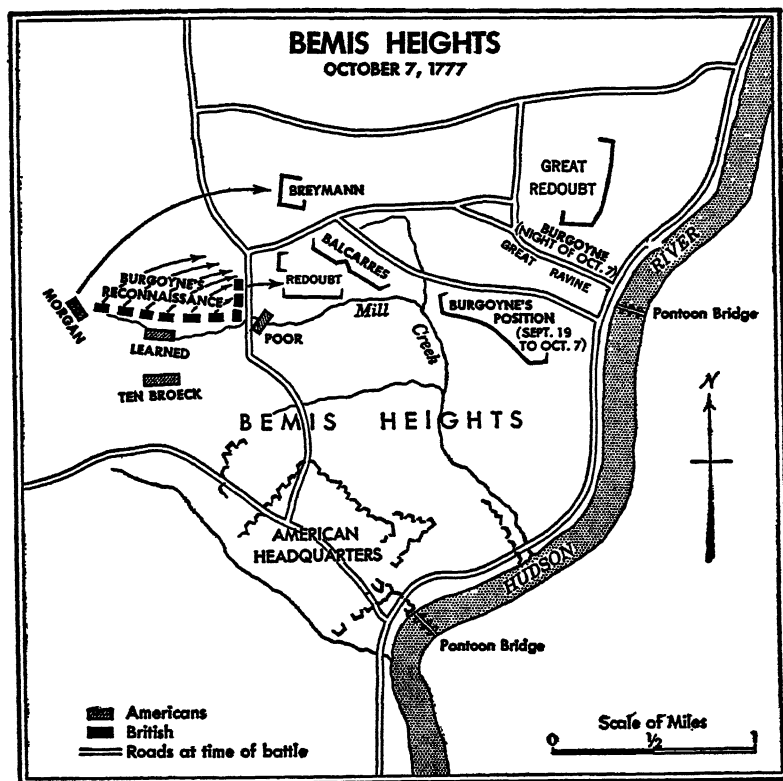 BEMIS HEIGHTS
OCTOBER 7, 1777
GREAT
REDOUBT
BREYMANN
BURGOYNE
(NIGHT OF OCT. 7)
GREAT RAVINE
RIVER
BALCARRES
REDOUBT
BURGOYNE'S
RECONNAISSANCE
MORGAN
LEARNED
POOR
TEN BROECK
Mill
Creek
BURGOYNE'S
POSITION
(SEPT. 19
TO OCT. 7)
Pontoon Bridge
N
BEMIS HEIGHTS
AMERICAN
HEADQUARTERS
HUDSON
Pontoon Bridge
Americans
British
Roads at time of battle
Scale of Miles
0 1/2 1